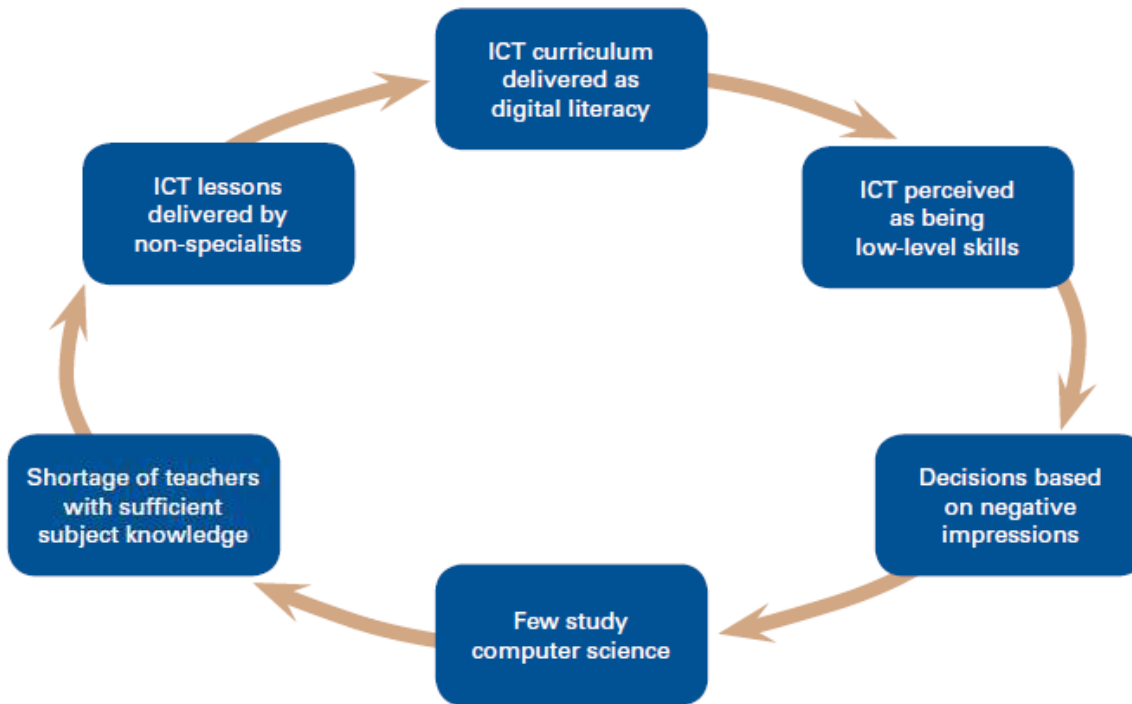 ICT curriculum
delivered as
digital literacy
ICT perceived
as being
low-level skills
Decisions based
on negative
impressions
Few study
computer science
Shortage of teachers
with sufficient
subject knowledge
ICT lessons
delivered by
non-specialists